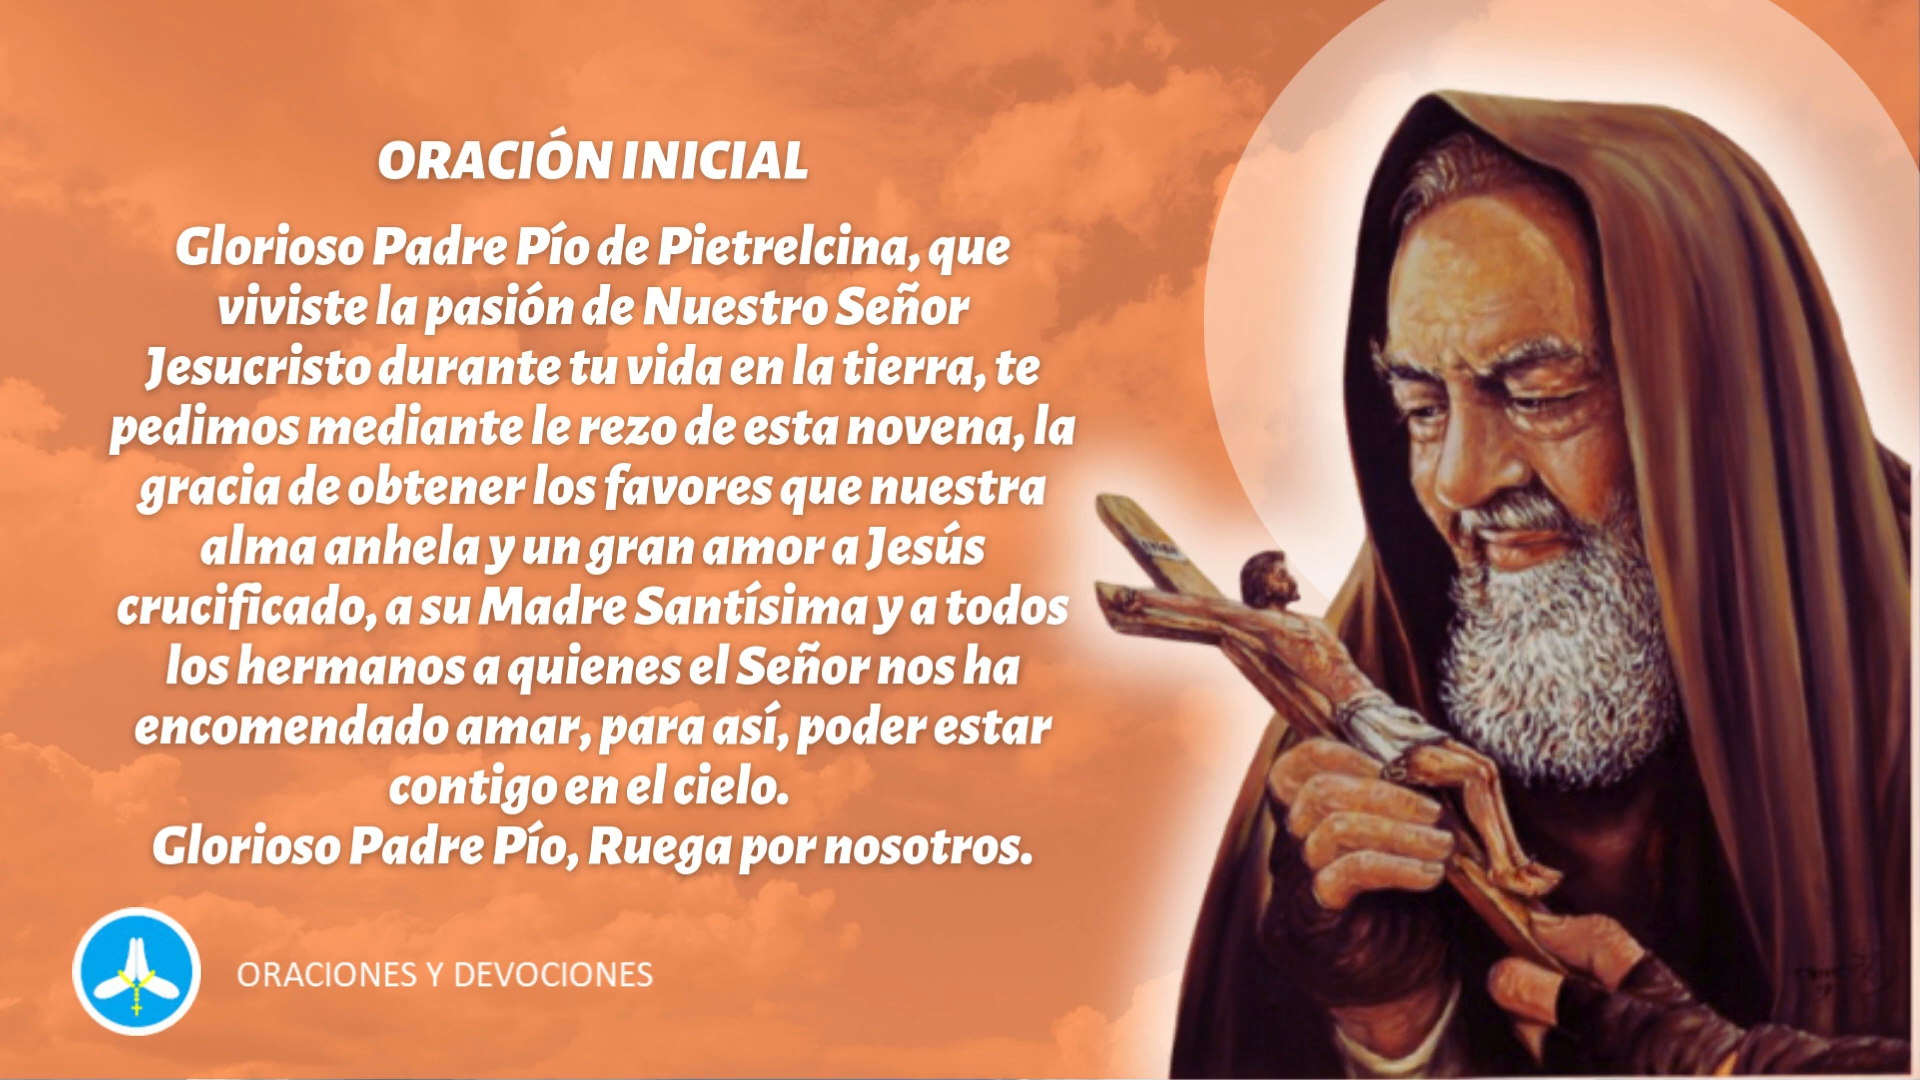 ORACIÓN INICIAL
Glorioso Padre Pío de Pietrelcina, que
viviste la pasión de Nuestro Señor
Jesucristo durante tu vida en la tierra, te
pedimos mediante le rezo de esta novena, la
gracia de obtener los favores que nuestra
alma anhela y un gran amor a Jesús
crucificado, a su Madre Santísima y a todos
los hermanos a quienes el Señor nos ha
encomendado amar, para así, poder estar
contigo en el cielo.
Glorioso Padre Pío, Ruega por nosotros.
ORACIONES Y DEVOCIONES